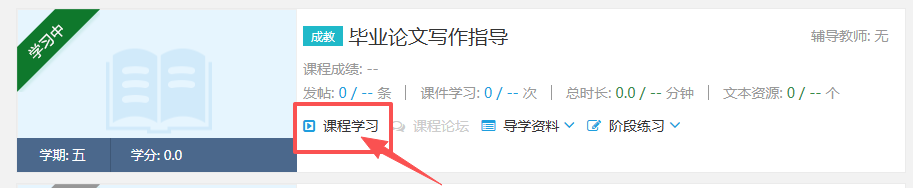 学习中
成教 毕业论文写作指导 辅导教师: 无
课程成绩: --
发帖: 0 / -- 条 | 课件学习: 0 / -- 次 | 总时长: 0.0 / -- 分钟 | 文本资源: 0 / -- 个
课程学习 课程论坛 导学资料 阶段练习
学期: 五 学分: 0.0